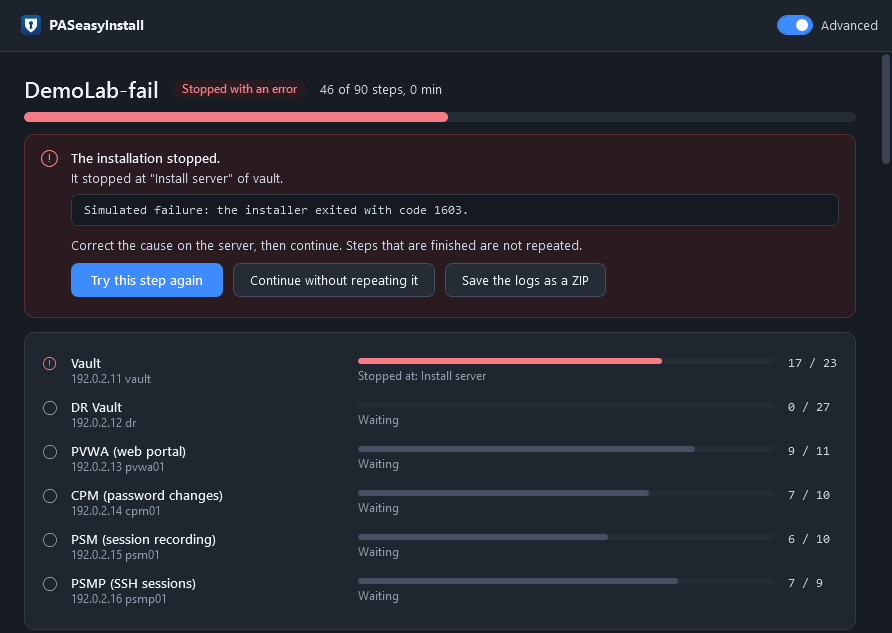 PASeasyInstall
Advanced
DemoLab-fail Stopped with an error 46 of 90 steps, 0 min
The installation stopped.
It stopped at "Install server" of vault.
Simulated failure: the installer exited with code 1603.
Correct the cause on the server, then continue. Steps that are finished are not repeated.
Try this step again Continue without repeating it Save the logs as a ZIP
Vault 17 / 23
192.0.2.11 vault Stopped at: Install server
DR Vault 0 / 27
192.0.2.12 dr Waiting
PVWA (web portal) 9 / 11
192.0.2.13 pvwa01 Waiting
CPM (password changes) 7 / 10
192.0.2.14 cpm01 Waiting
PSM (session recording) 6 / 10
192.0.2.15 psm01 Waiting
PSMP (SSH sessions) 7 / 9
192.0.2.16 psmp01 Waiting